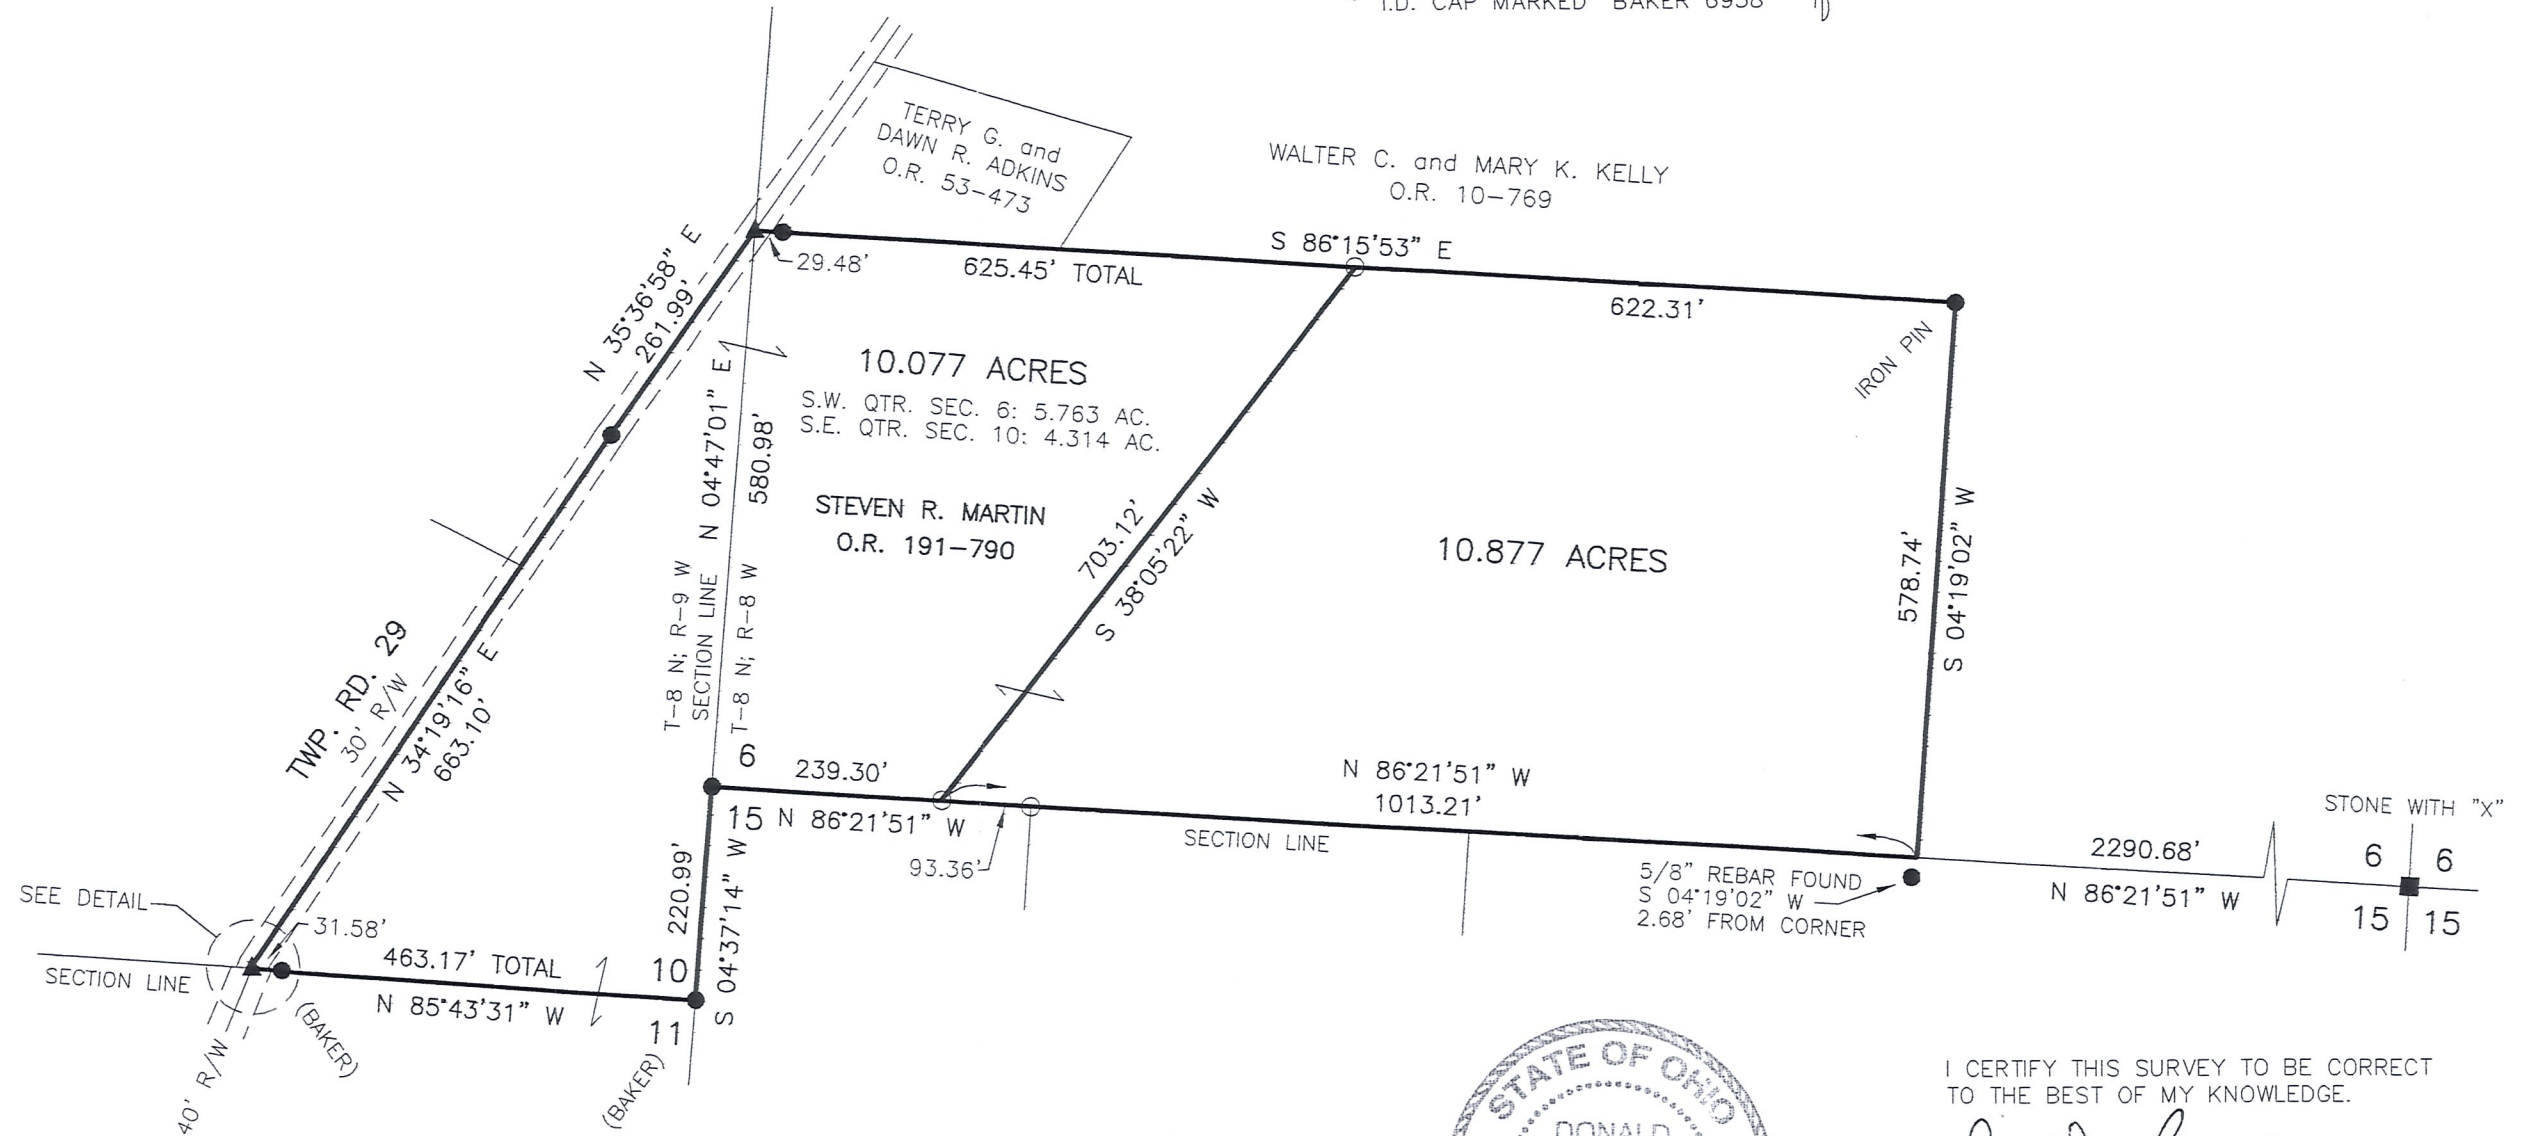 I.D. CAP MARKED "BAKER 6938"
TERRY G. and
DAWN R. ADKINS
O.R. 53-473
WALTER C. and MARY K. KELLY
O.R. 10-769
S 86°15'53" E
29.48'
625.45' TOTAL
622.31'
IRON PIN
N 35°36'58" E
261.99'
10.077 ACRES
S.W. QTR. SEC. 6: 5.763 AC.
S.E. QTR. SEC. 10: 4.314 AC.
STEVEN R. MARTIN
O.R. 191-790
T-8 N; R-9 W
SECTION LINE N 04°47'01" E
T-8 N; R-8 W 580.98'
703.12'
S 38°05'22" W
10.877 ACRES
578.74'
S 04°19'02" W
TWP. RD. 29
30' R/W
N 34°19'16" E
663.10'
6
239.30'
15 N 86°21'51" W
93.36'
N 86°21'51" W
1013.21'
SECTION LINE
5/8" REBAR FOUND
S 04°19'02" W
2.68' FROM CORNER
2290.68'
N 86°21'51" W
STONE WITH "X"
6 6
15 15
220.99'
S 04°37'14" W
SEE DETAIL
31.58'
SECTION LINE
463.17' TOTAL
N 85°43'31" W
10
11
(BAKER)
(BAKER)
40' R/W
STATE OF OHIO
DONALD
I CERTIFY THIS SURVEY TO BE CORRECT
TO THE BEST OF MY KNOWLEDGE.